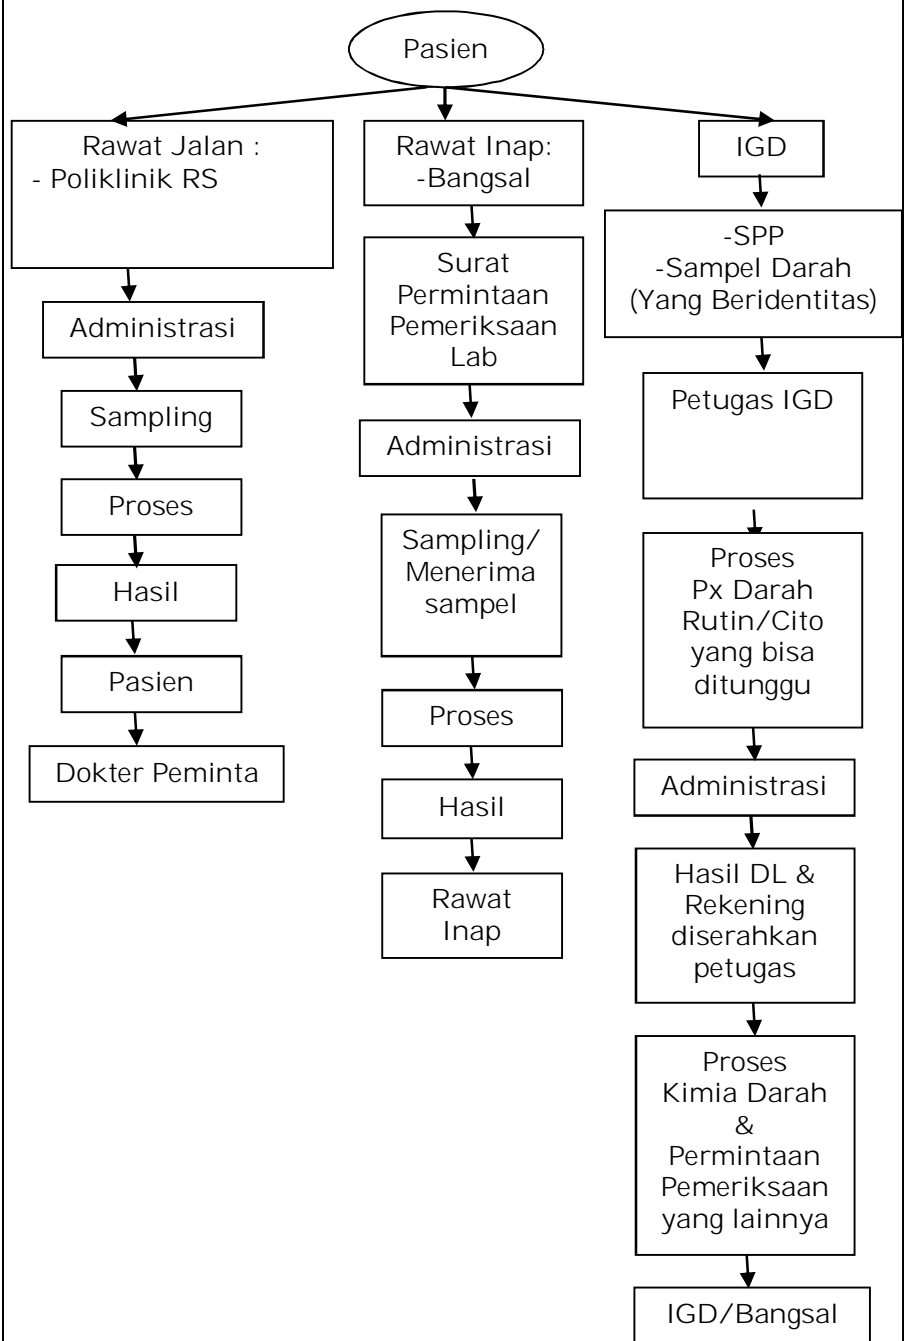 Pasien
Rawat Jalan :
- Poliklinik RS
Administrasi
Sampling
Proses
Hasil
Pasien
Dokter Peminta
Rawat Inap:
-Bangsal
Surat
Permintaan
Pemeriksaan
Lab
Administrasi
Sampling/
Menerima
sampel
Proses
Hasil
Rawat
Inap
IGD
-SPP
-Sampel Darah
(Yang Beridentitas)
Petugas IGD
Proses
Px Darah
Rutin/Cito
yang bisa
ditunggu
Administrasi
Hasil DL &
Rekening
diserahkan
petugas
Proses
Kimia Darah
&
Permintaan
Pemeriksaan
yang lainnya
IGD/Bangsal